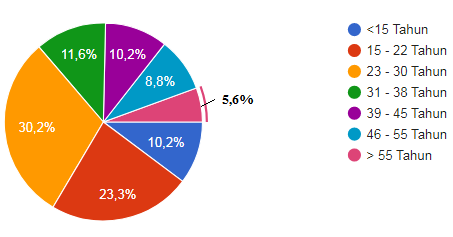 11,6%
10,2%
8,8%
5,6%
30,2%
10,2%
23,3%
<15 Tahun
15 - 22 Tahun
23 - 30 Tahun
31 - 38 Tahun
39 - 45 Tahun
46 - 55 Tahun
> 55 Tahun